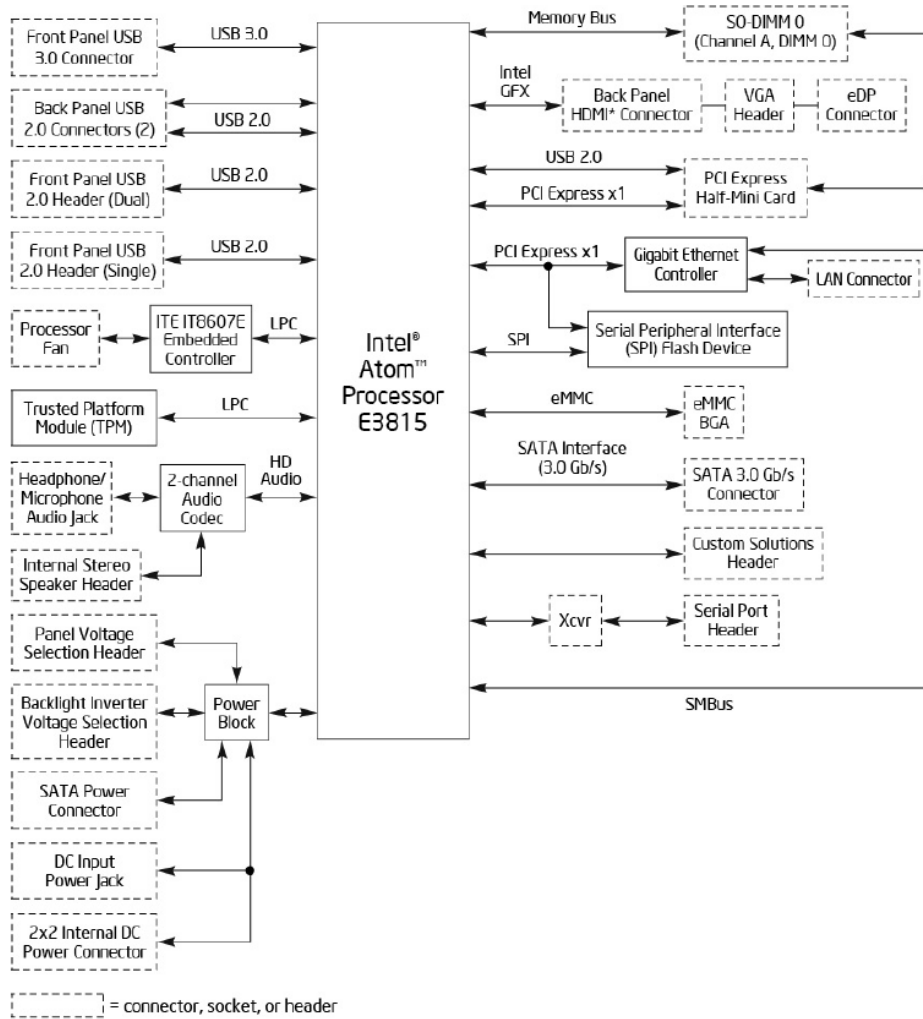 Front Panel USB
3.0 Connector
USB 3.0
Back Panel USB
2.0 Connectors (2)
USB 2.0
Front Panel USB
2.0 Header (Dual)
USB 2.0
Front Panel USB
2.0 Header (Single)
USB 2.0
Processor
Fan
ITE IT8607E
Embedded
Controller
LPC
Trusted Platform
Module (TPM)
LPC
Headphone/
Microphone
Audio Jack
2-channel
Audio
Codec
HD
Audio
Internal Stereo
Speaker Header
Panel Voltage
Selection Header
Backlight Inverter
Voltage Selection
Header
Power
Block
SATA Power
Connector
DC Input
Power Jack
2x2 Internal DC
Power Connector
Intel®
Atom™
Processor
E3815
Memory Bus
SO-DIMM 0
(Channel A, DIMM 0)
Intel
GFX
Back Panel
HDMI* Connector
VGA
Header
eDP
Connector
USB 2.0
PCI Express x1
PCI Express
Half-Mini Card
PCI Express x1
Gigabit Ethernet
Controller
LAN Connector
SPI
Serial Peripheral Interface
(SPI) Flash Device
eMMC
eMMC
BGA
SATA Interface
(3.0 Gb/s)
SATA 3.0 Gb/s
Connector
Custom Solutions
Header
Xcvr
Serial Port
Header
SMBus
= connector, socket, or header